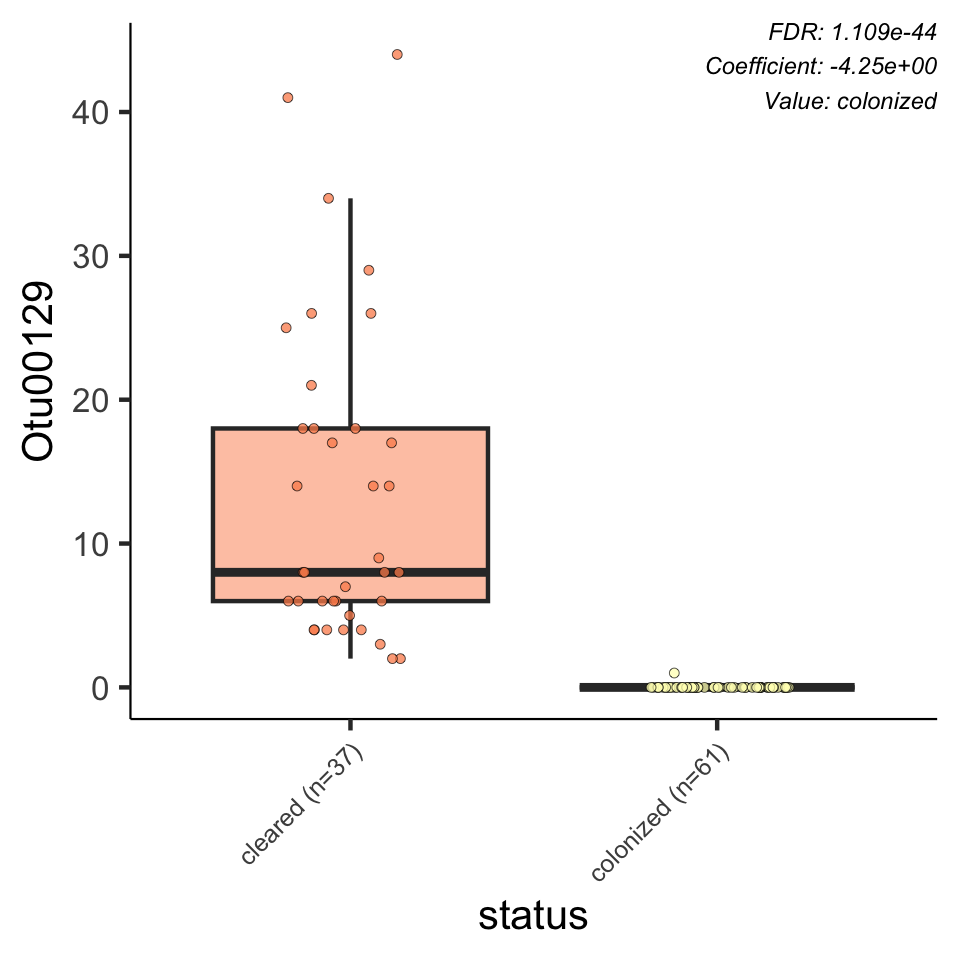 FDR: 1.109e-44
Coefficient: -4.25e+00
Value: colonized
Otu00129
40
30
20
10
0
cleared (n=37)
colonized (n=61)
status